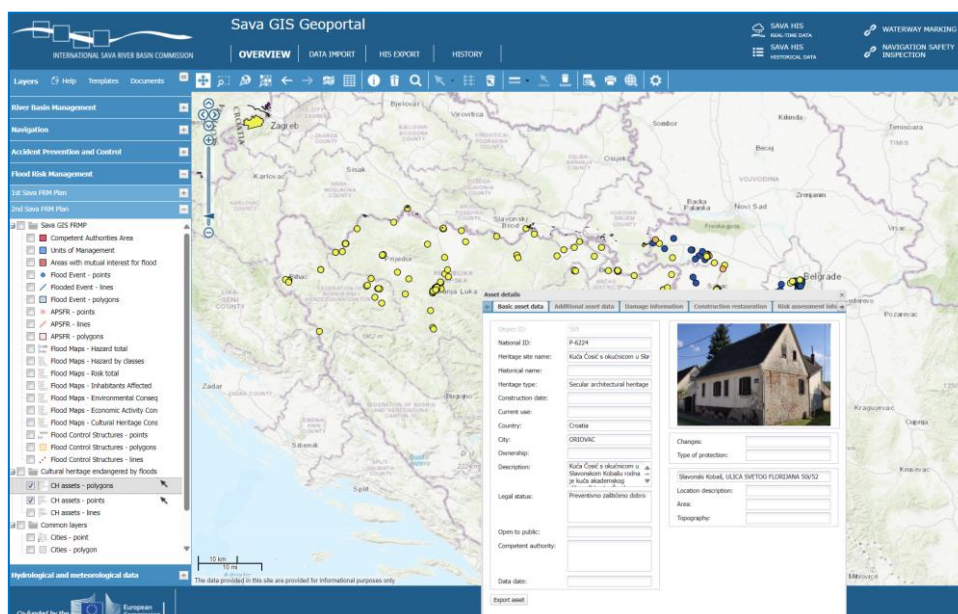 Sava GIS Geoportal
INTERNATIONAL SAVA RIVER BASIN COMMISSION
OVERVIEW
DATA IMPORT
HIS EXPORT
HISTORY
SAVA HIS
REAL-TIME DATA
SAVA HIS
HISTORICAL DATA
WATERWAY MARKING
NAVIGATION SAFETY
INSPECTION
Layers
Help
Templates
Documents
River Basin Management
Navigation
Accident Prevention and Control
Flood Risk Management
1st Sava FRM Plan
2nd Sava FRM Plan
Sava GIS FRMP
Competent Authorities Area
Units of Management
Areas with mutual interest for flood
Flood Event - points
Flooded Event - lines
Flood Event - polygons
APSFR - points
APSFR - lines
APSFR - polygons
Flood Maps - Hazard total
Flood Maps - Hazard by classes
Flood Maps - Risk total
Flood Maps - Inhabitants Affected
Flood Maps - Environmental Conseq
Flood Maps - Economic Activity Con
Flood Maps - Cultural Heritage Cons
Flood Control Structures - points
Flood Control Structures - polygons
Flood Control Structures - lines
Cultural heritage endangered by floods
CH assets - polygons
CH assets - points
CH assets - lines
Common layers
Cities - point
Cities - polygon
Hydrological and meteorological data
Co-funded by the
European
CROATIA
Zagreb
Bjelovar
Virovitica
Karlovac
Sisak
Osijek
Sombor
Kikinda
Timisoara
TIMIS
Becej
VOJVODINA
Zrenjanin
Backa
Palanka
Novi Sad
Vrsac
Slavonski
Brod
Prijedor
Bihac
Banja Luka
Belgrade
Pozarevac
Zadar
Sibenik
Split
Bugojno
Kragujevac
Cuprija
Krusevac
Mitrovica
10 km
10 mi
The data provided in this site are provided for informational purposes only
Asset details
Basic asset data
Additional asset data
Damage information
Construction restauration
Risk assessment info
Object ID:
565
National ID:
P-6224
Heritage site name:
Kuća Ćosić s okućnicom u Slav
Historical name:
Heritage type:
Secular architectural heritage
Construction date:
Current use:
Country:
Croatia
City:
ORIOVAC
Ownership:
Description:
Kuća Ćosić s okućnicom u
Slavonskom Kobašu rodna
je kuća akademskog
Legal status:
Preventivno zaštićeno dobro
Open to public:
Competent authority:
Data date:
Export asset
Changes:
Type of protection:
Slavonski Kobaš, ULICA SVETOG FLORIJANA 50i/52
Location description:
Area:
Topography: